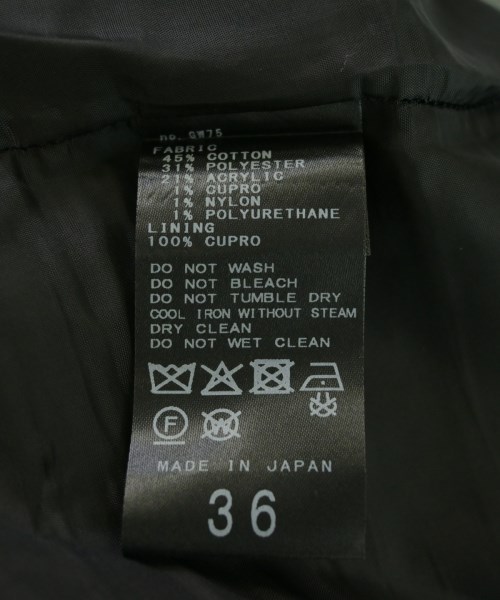 no. GW75
FABRIC
45% COTTON
31% POLYESTER
21% ACRYLIC
1% CUPRO
1% NYLON
1% POLYURETHANE
LINING
100% CUPRO
DO NOT WASH
DO NOT BLEACH
DO NOT TUMBLE DRY
COOL IRON WITHOUT STEAM
DRY CLEAN
DO NOT WET CLEAN
F W
MADE IN JAPAN
36